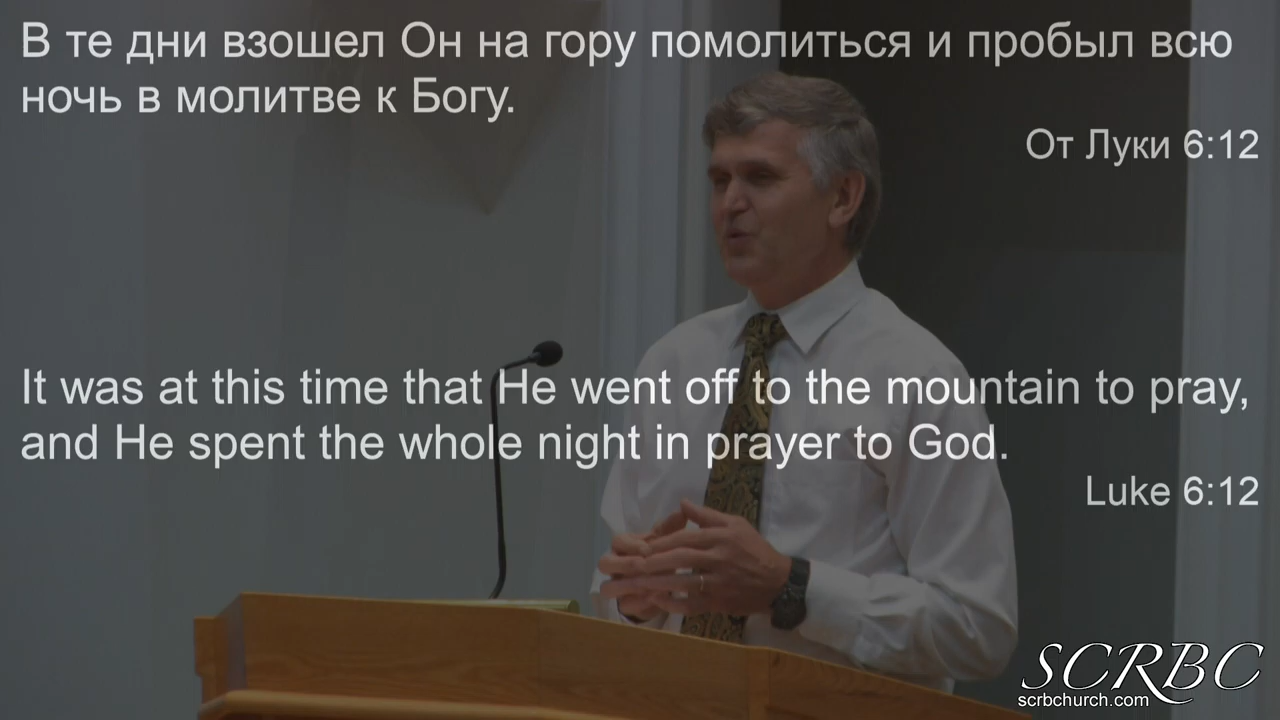 В те дни взошел Он на гору помолиться и пробыл всю
ночь в молитве к Богу.
От Луки 6:12
It was at this time that He went off to the mountain to pray,
and He spent the whole night in prayer to God.
Luke 6:12
SCRBC
scrbchurch.com